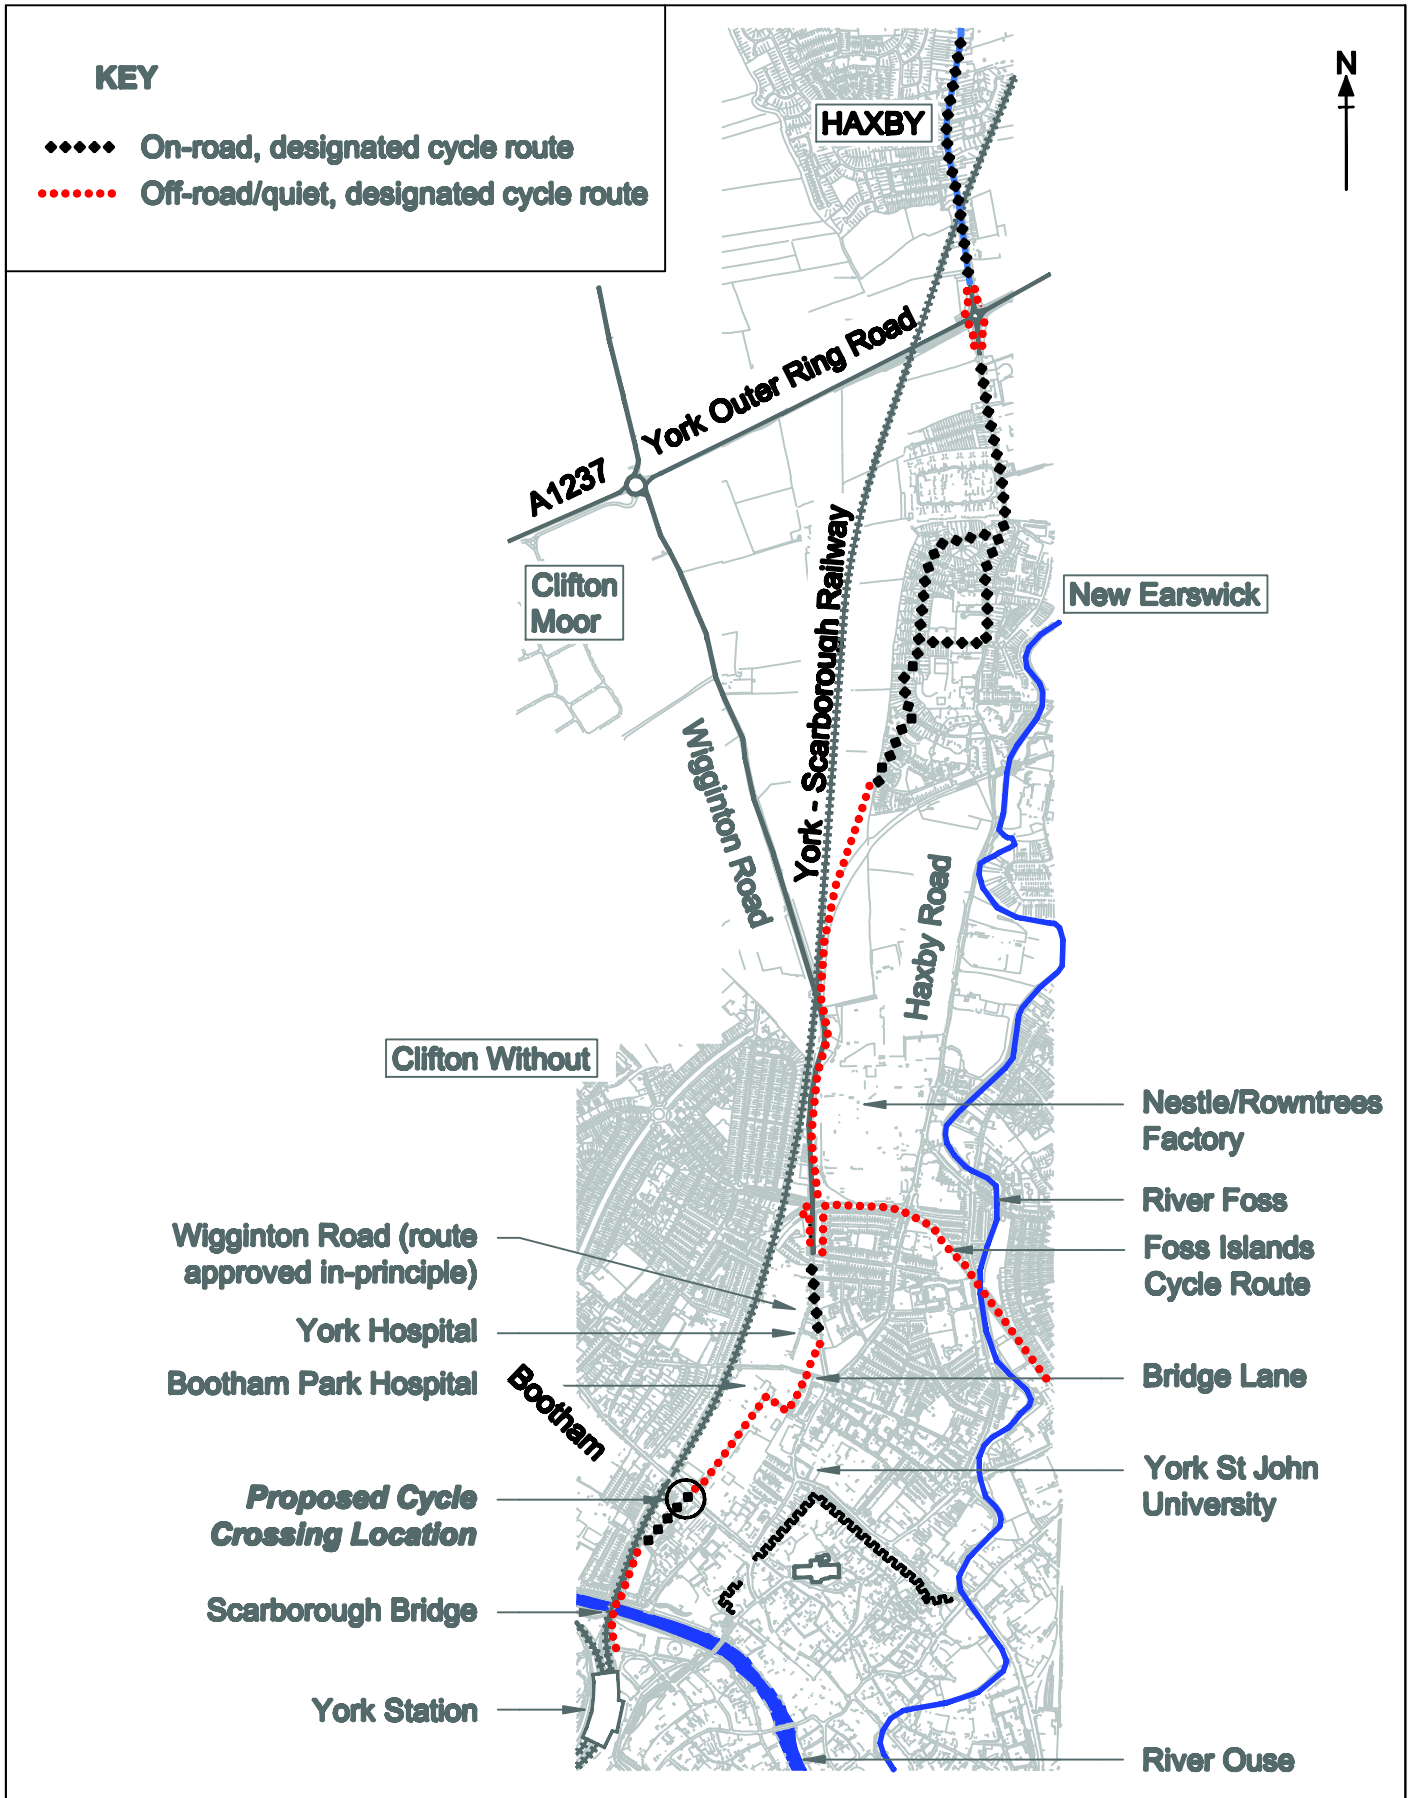 KEY
On-road, designated cycle route
Off-road/quiet, designated cycle route
N
HAXBY
York Outer Ring Road
A1237
Clifton
Moor
New Earswick
York - Scarborough Railway
Wigginton Road
Haxby Road
Clifton Without
Nestle/Rowntrees
Factory
River Foss
Foss Islands
Cycle Route
Wigginton Road (route
approved in-principle)
York Hospital
Bootham Park Hospital
Bootham
Bridge Lane
York St John
University
Proposed Cycle
Crossing Location
Scarborough Bridge
York Station
River Ouse